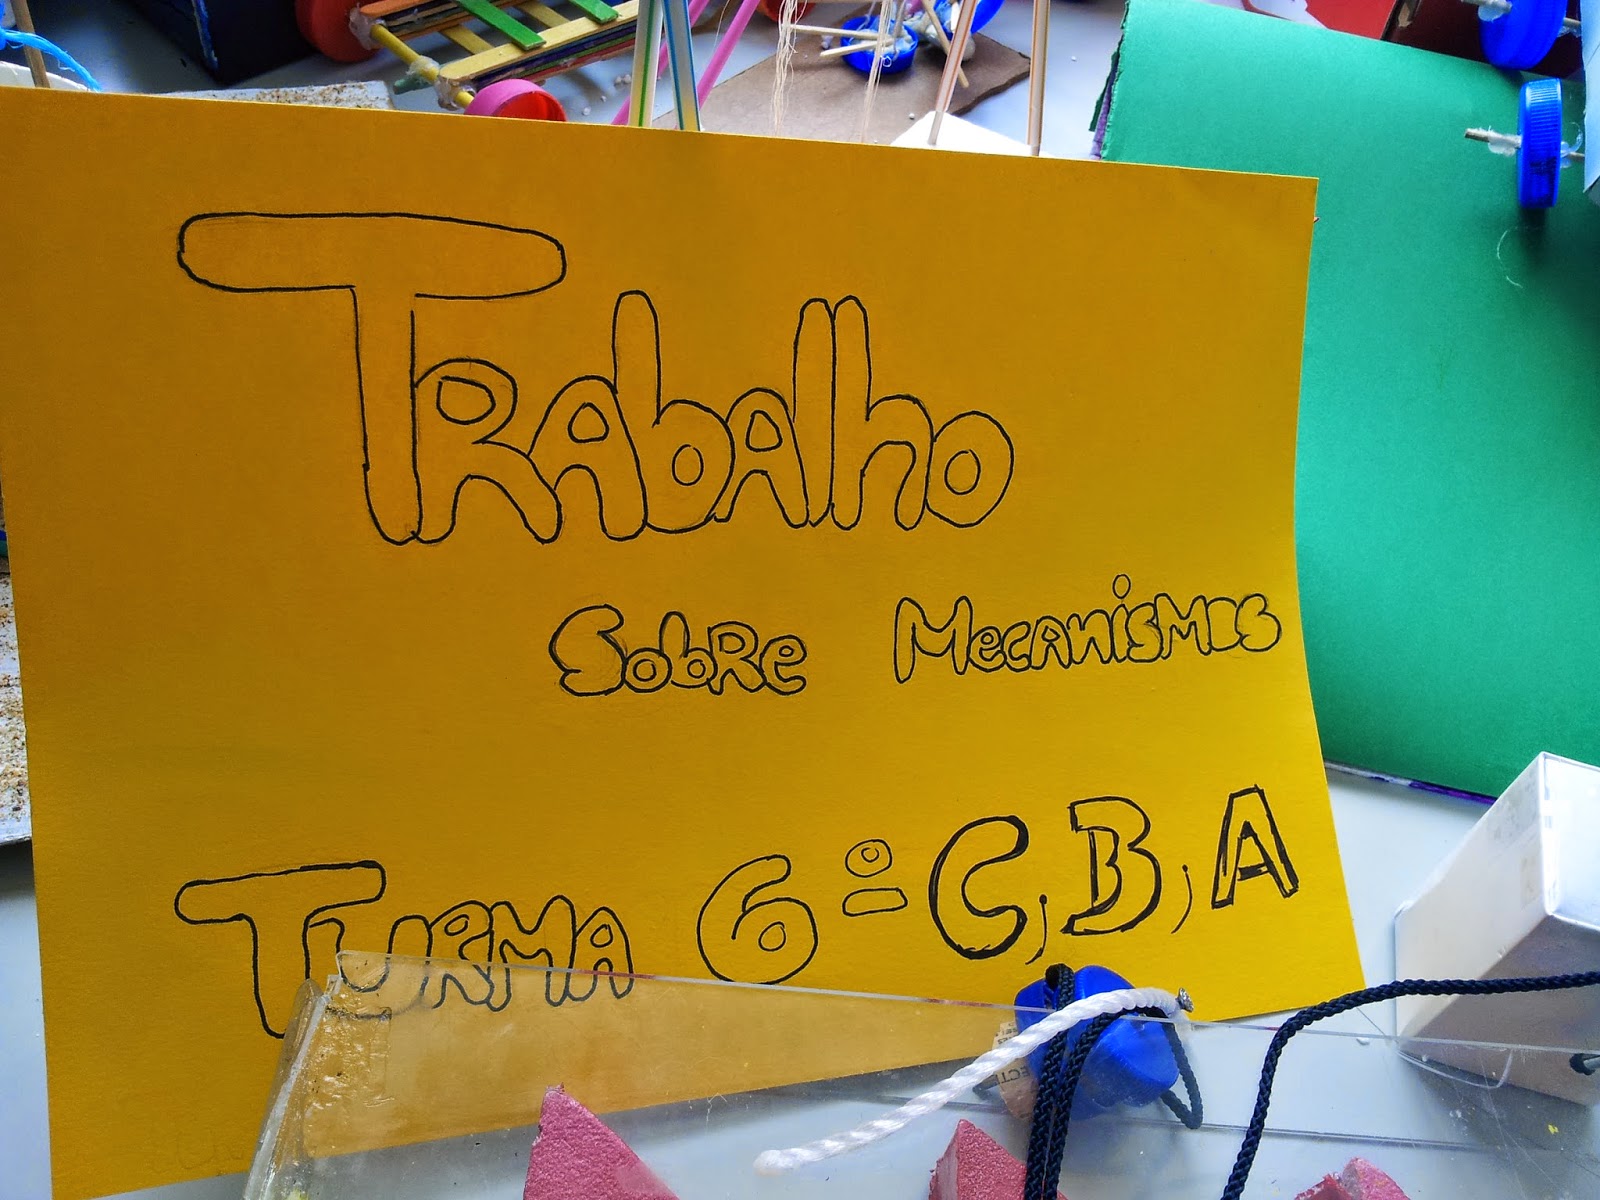 Trabalho
Sobre Mecanismos
Turma 6º C, B, A